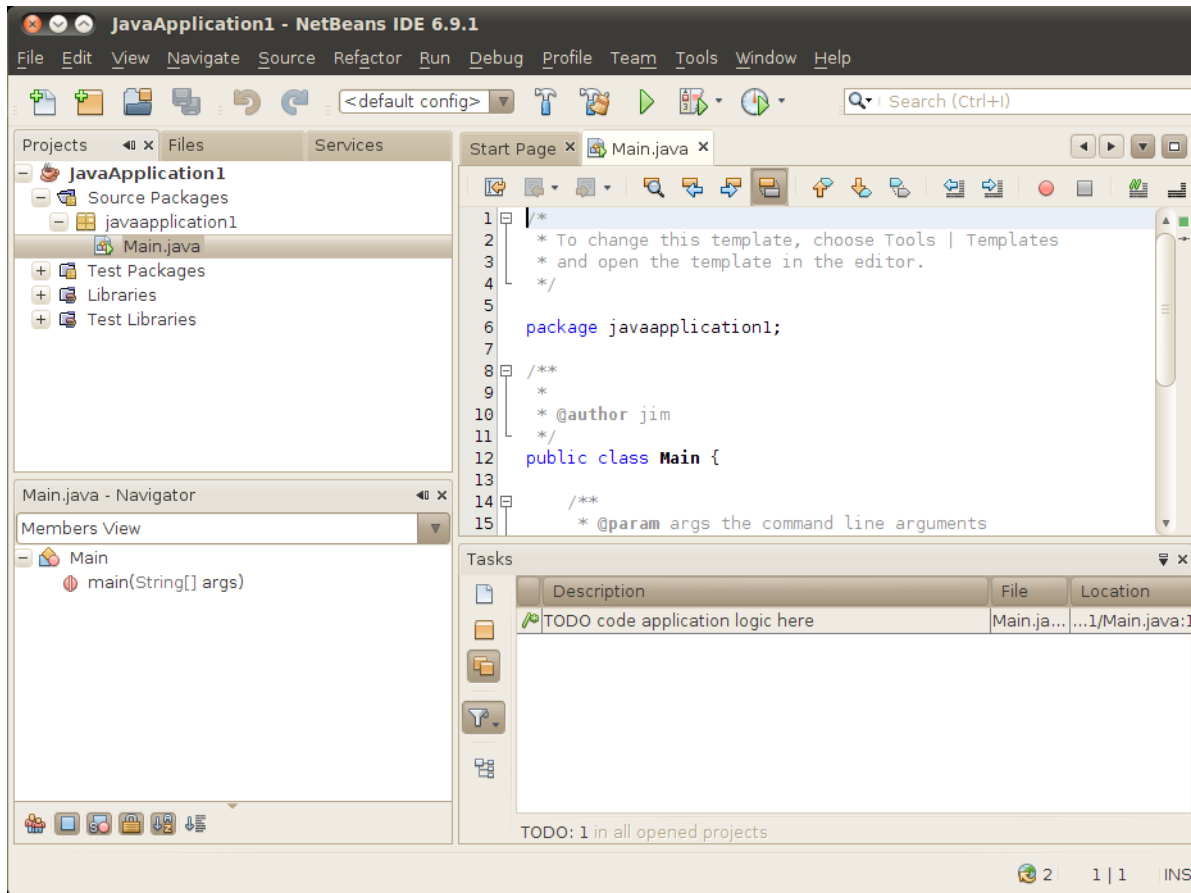 JavaApplication1 - NetBeans IDE 6.9.1
File Edit View Navigate Source Refactor Run Debug Profile Team Tools Window Help
<default config> Search (Ctrl+I)
Projects Files Services
JavaApplication1
Source Packages
javaapplication1
Main.java
Test Packages
Libraries
Test Libraries
Start Page Main.java
1 /*
2 * To change this template, choose Tools | Templates
3 * and open the template in the editor.
4 */
5
6 package javaapplication1;
7
8 /**
9 *
10 * @author jim
11 */
12 public class Main {
13
14 /**
15 * @param args the command line arguments
Main.java - Navigator
Members View
Main
main(String[] args)
Tasks
Description File Location
TODO code application logic here Main.ja... ...1/Main.java:1
TODO: 1 in all opened projects
2 1 | 1 INS